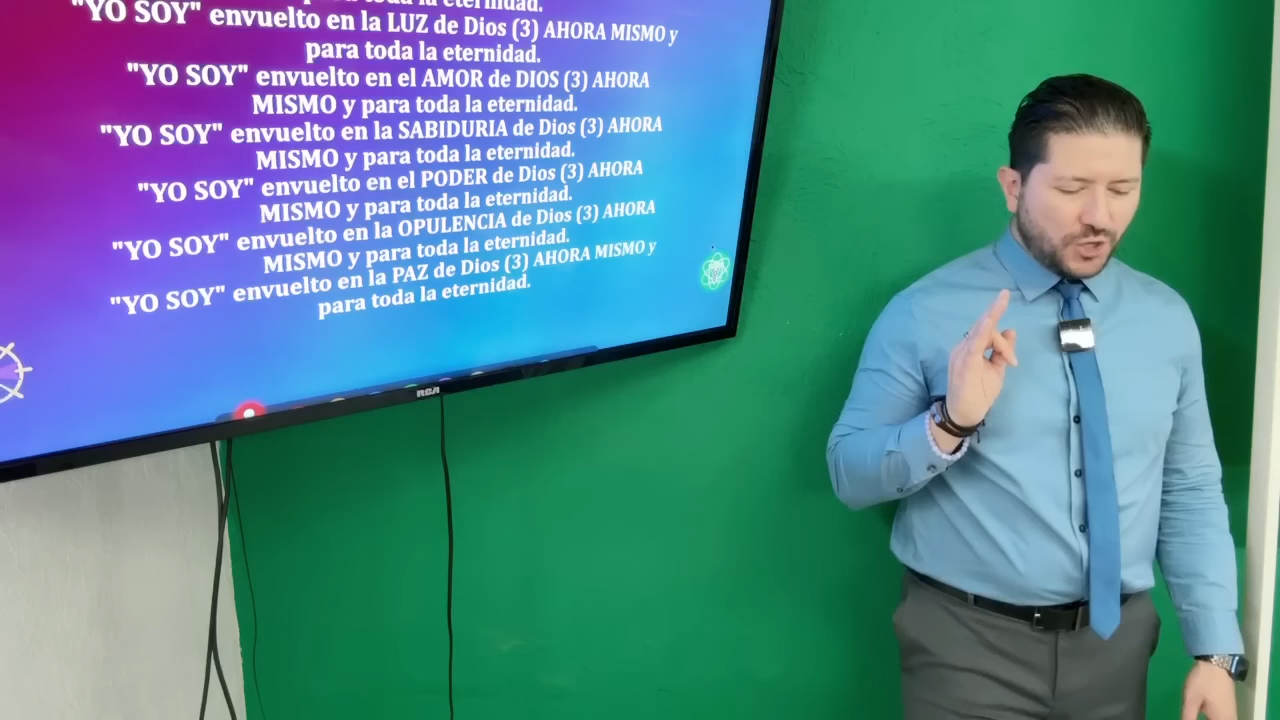 para toda la eternidad.
"YO SOY" envuelto en la LUZ de Dios (3) AHORA MISMO y
para toda la eternidad.
"YO SOY" envuelto en el AMOR de DIOS (3) AHORA
MISMO y para toda la eternidad.
"YO SOY" envuelto en la SABIDURIA de Dios (3) AHORA
MISMO y para toda la eternidad.
"YO SOY" envuelto en el PODER de Dios (3) AHORA
MISMO y para toda la eternidad.
"YO SOY" envuelto en la OPULENCIA de Dios (3) AHORA
MISMO y para toda la eternidad.
"YO SOY" envuelto en la PAZ de Dios (3) AHORA MISMO y
para toda la eternidad.
RCA